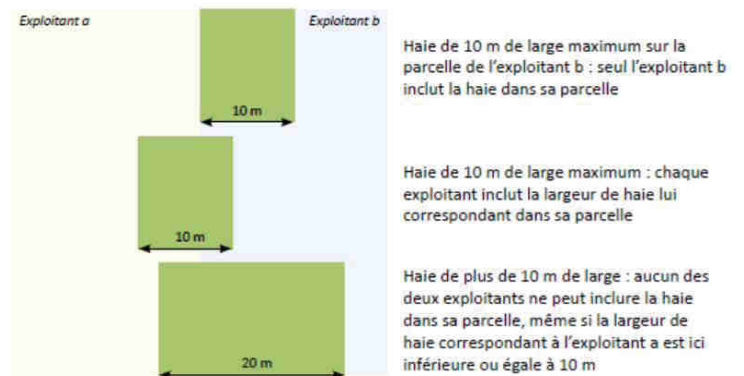 Exploitant a
Exploitant b
10 m
Haie de 10 m de large maximum sur la
parcelle de l'exploitant b : seul l'exploitant b
inclut la haie dans sa parcelle
10 m
Haie de 10 m de large maximum : chaque
exploitant inclut la largeur de haie lui
correspondant dans sa parcelle
20 m
Haie de plus de 10 m de large : aucun des
deux exploitants ne peut inclure la haie
dans sa parcelle, même si la largeur de
haie correspondant à l'exploitant a est ici
inférieure ou égale à 10 m